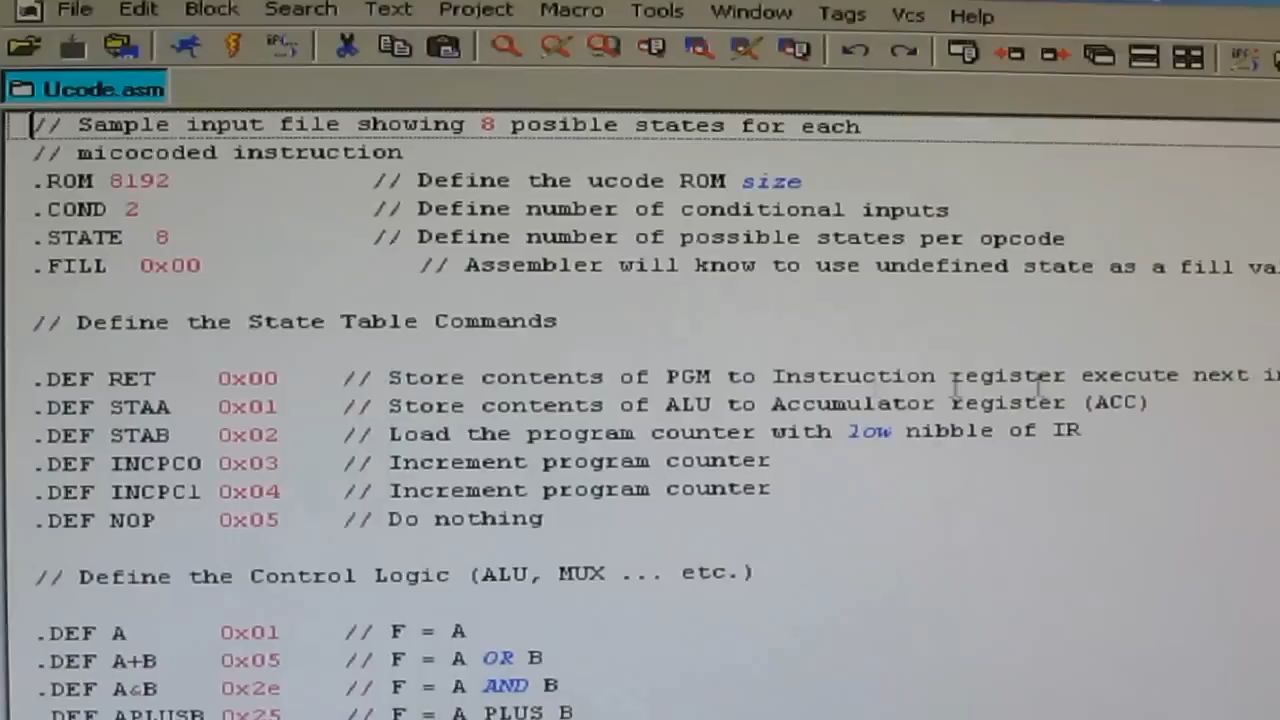 File Edit Block Search Text Project Macro Tools Window Tags Vcs Help
Ucode.asm
// Sample input file showing 8 posible states for each
// micocoded instruction
.ROM 8192 // Define the ucode ROM size
.COND 2 // Define number of conditional inputs
.STATE 8 // Define number of possible states per opcode
.FILL 0x00 // Assembler will know to use undefined state as a fill va
// Define the State Table Commands
.DEF RET 0x00 // Store contents of PGM to Instruction register execute next in
.DEF STAA 0x01 // Store contents of ALU to Accumulator register (ACC)
.DEF STAB 0x02 // Load the program counter with low nibble of IR
.DEF INCPC0 0x03 // Increment program counter
.DEF INCPC1 0x04 // Increment program counter
.DEF NOP 0x05 // Do nothing
// Define the Control Logic (ALU, MUX ... etc.)
.DEF A 0x01 // F = A
.DEF A+B 0x05 // F = A OR B
.DEF A&B 0x2e // F = A AND B
.DEF APLUSB 0x25 // F = A PLUS B